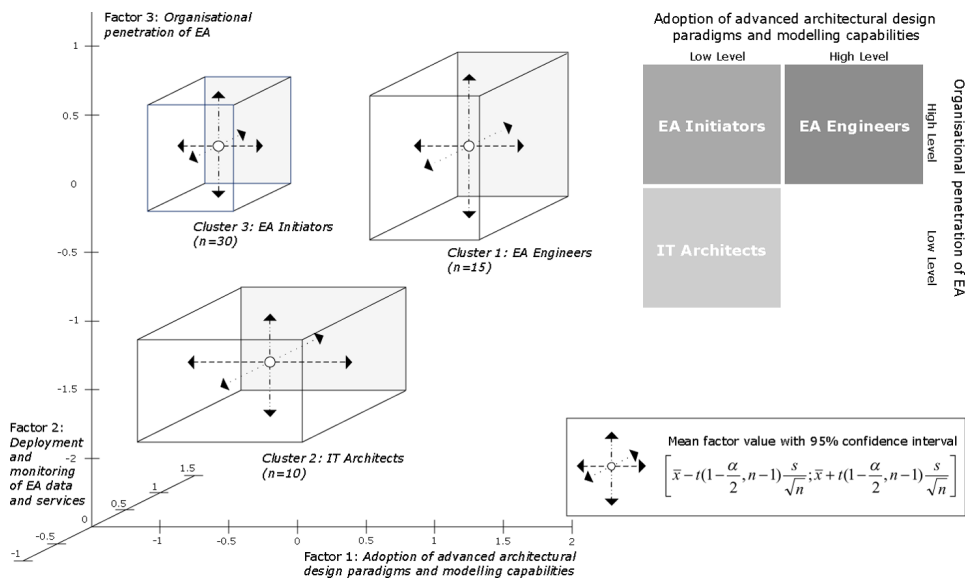 Factor 3: Organisational
penetration of EA
1
0.5
0
-0.5
-1
-1.5
-2
Cluster 3: EA Initiators
(n=30)
Cluster 1: EA Engineers
(n=15)
Cluster 2: IT Architects
(n=10)
Factor 2:
Deployment
and
monitoring
of EA data
and services
1.5
1
0.5
0
-0.5
-1
-1
-0.5
0
0.5
1
1.5
2
Factor 1: Adoption of advanced architectural
design paradigms and modelling capabilities
Adoption of advanced architectural design
paradigms and modelling capabilities
Low Level
High Level
EA Initiators
EA Engineers
IT Architects
High Level
Low Level
Organisational penetration of EA
Mean factor value with 95% confidence interval
[x̄ − t(1−α/2, n−1) s/√n ; x̄ + t(1−α/2, n−1) s/√n]